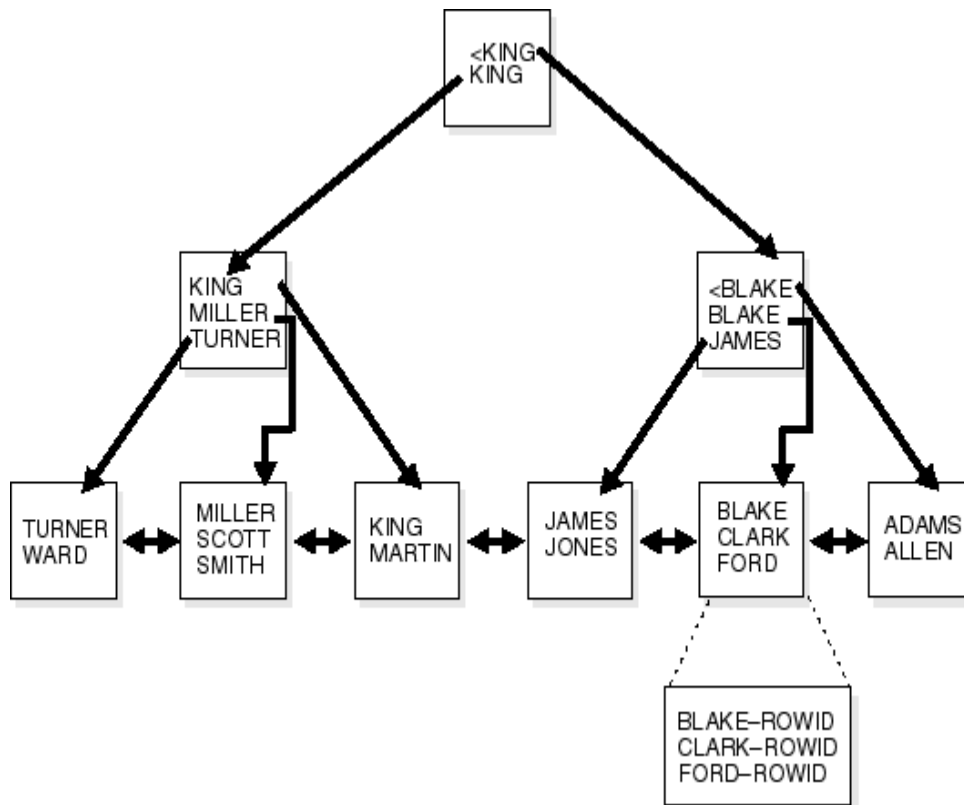 <KING
KING
KING
MILLER
TURNER
<BLAKE
BLAKE
JAMES
TURNER
WARD
MILLER
SCOTT
SMITH
KING
MARTIN
JAMES
JONES
BLAKE
CLARK
FORD
ADAMS
ALLEN
BLAKE–ROWID
CLARK–ROWID
FORD–ROWID